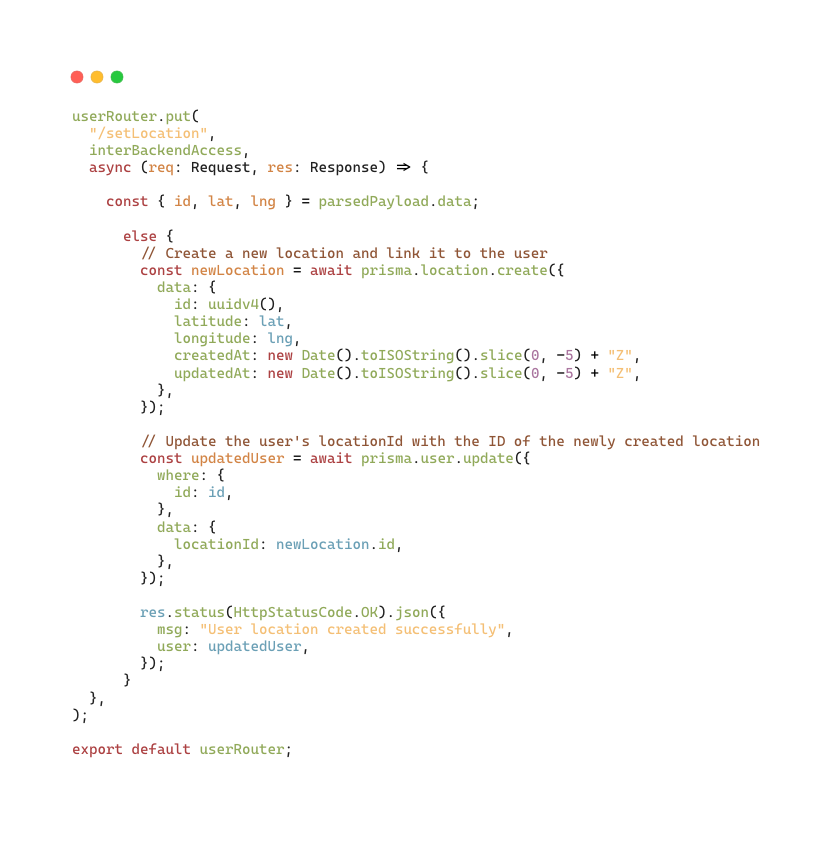 userRouter.put(
  "/setLocation",
  interBackendAccess,
  async (req: Request, res: Response) => {

    const { id, lat, lng } = parsedPayload.data;

      else {
        // Create a new location and link it to the user
        const newLocation = await prisma.location.create({
          data: {
            id: uuidv4(),
            latitude: lat,
            longitude: lng,
            createdAt: new Date().toISOString().slice(0, -5) + "Z",
            updatedAt: new Date().toISOString().slice(0, -5) + "Z",
          },
        });

        // Update the user's locationId with the ID of the newly created location
        const updatedUser = await prisma.user.update({
          where: {
            id: id,
          },
          data: {
            locationId: newLocation.id,
          },
        });

        res.status(HttpStatusCode.OK).json({
          msg: "User location created successfully",
          user: updatedUser,
        });
      }
  },
);

export default userRouter;